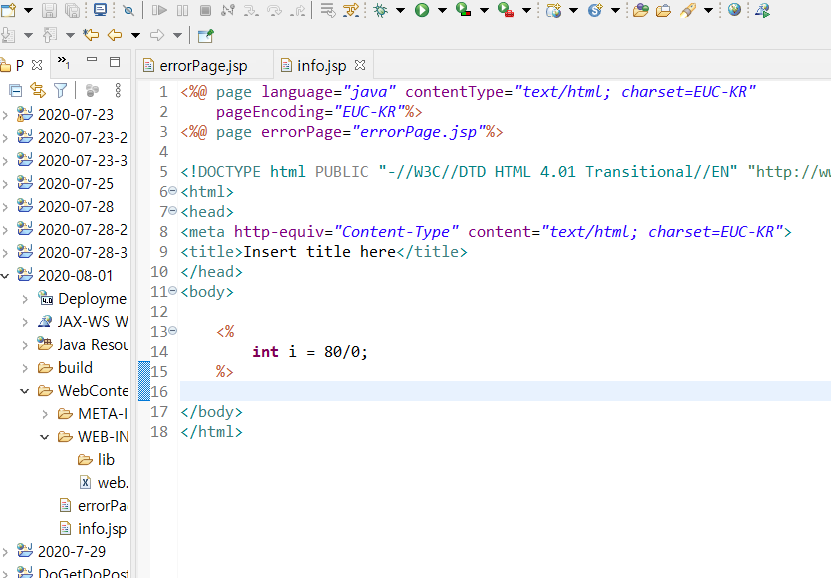 P
»1
errorPage.jsp
info.jsp
2020-07-23
2020-07-23-2
2020-07-23-3
2020-07-25
2020-07-28
2020-07-28-2
2020-07-28-3
2020-08-01
Deployme
JAX-WS W
Java Resou
build
WebConte
META-I
WEB-IN
lib
web.
errorPa
info.jsp
2020-7-29
DoGetDoPost
1 <%@ page language="java" contentType="text/html; charset=EUC-KR"
2 pageEncoding="EUC-KR"%>
3 <%@ page errorPage="errorPage.jsp"%>
4
5 <!DOCTYPE html PUBLIC "-//W3C//DTD HTML 4.01 Transitional//EN" "http://ww
6 <html>
7 <head>
8 <meta http-equiv="Content-Type" content="text/html; charset=EUC-KR">
9 <title>Insert title here</title>
10 </head>
11 <body>
12
13 <%
14 int i = 80/0;
15 %>
16
17 </body>
18 </html>